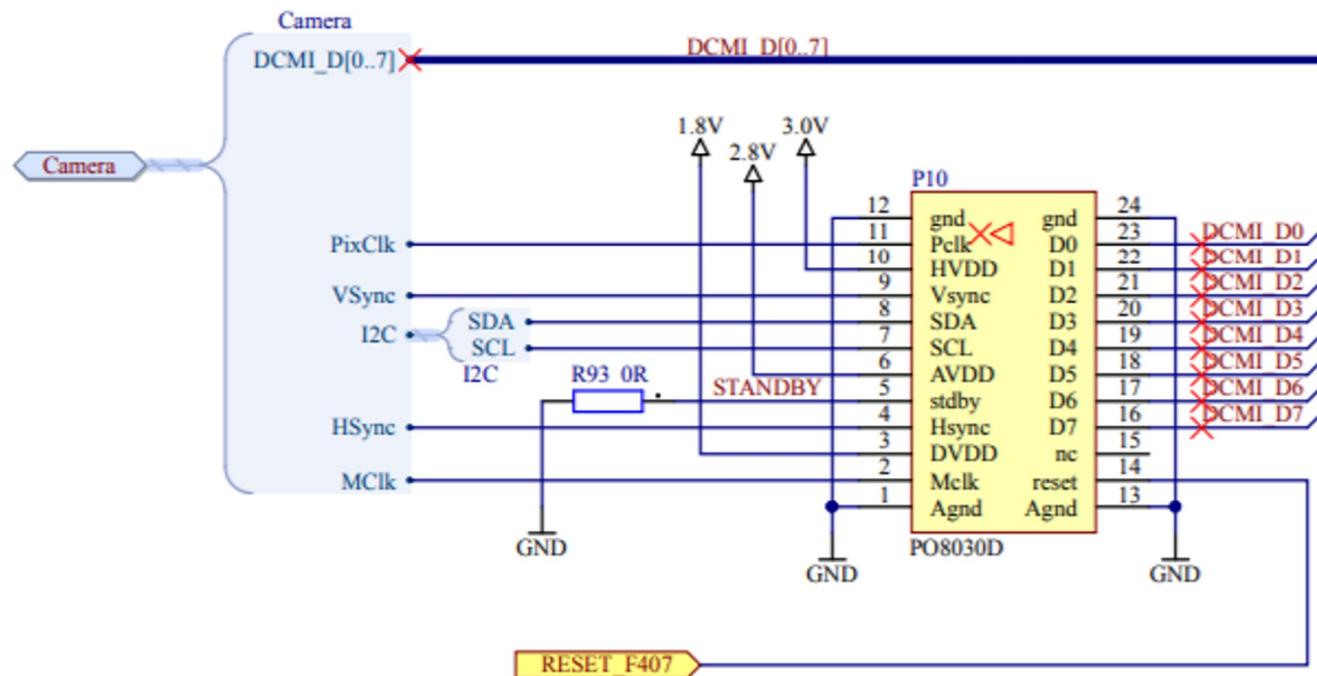 Camera
DCMI_D[0..7]
DCMI_D[0..7]
1.8V
3.0V
2.8V
Camera
P10
12 gnd gnd 24
11 Pclk D0 23 DCMI_D0
PixClk
10 HVDD D1 22 DCMI_D1
9 Vsync D2 21 DCMI_D2
VSync
8 SDA D3 20 DCMI_D3
I2C
SDA
SCL
I2C
7 SCL D4 19 DCMI_D4
6 AVDD D5 18 DCMI_D5
R93 0R
STANDBY
5 stdby D6 17 DCMI_D6
4 Hsync D7 16 DCMI_D7
HSync
3 DVDD nc 15
2 Mclk reset 14
MClk
1 Agnd Agnd 13
GND
PO8030D
GND
GND
RESET_F407